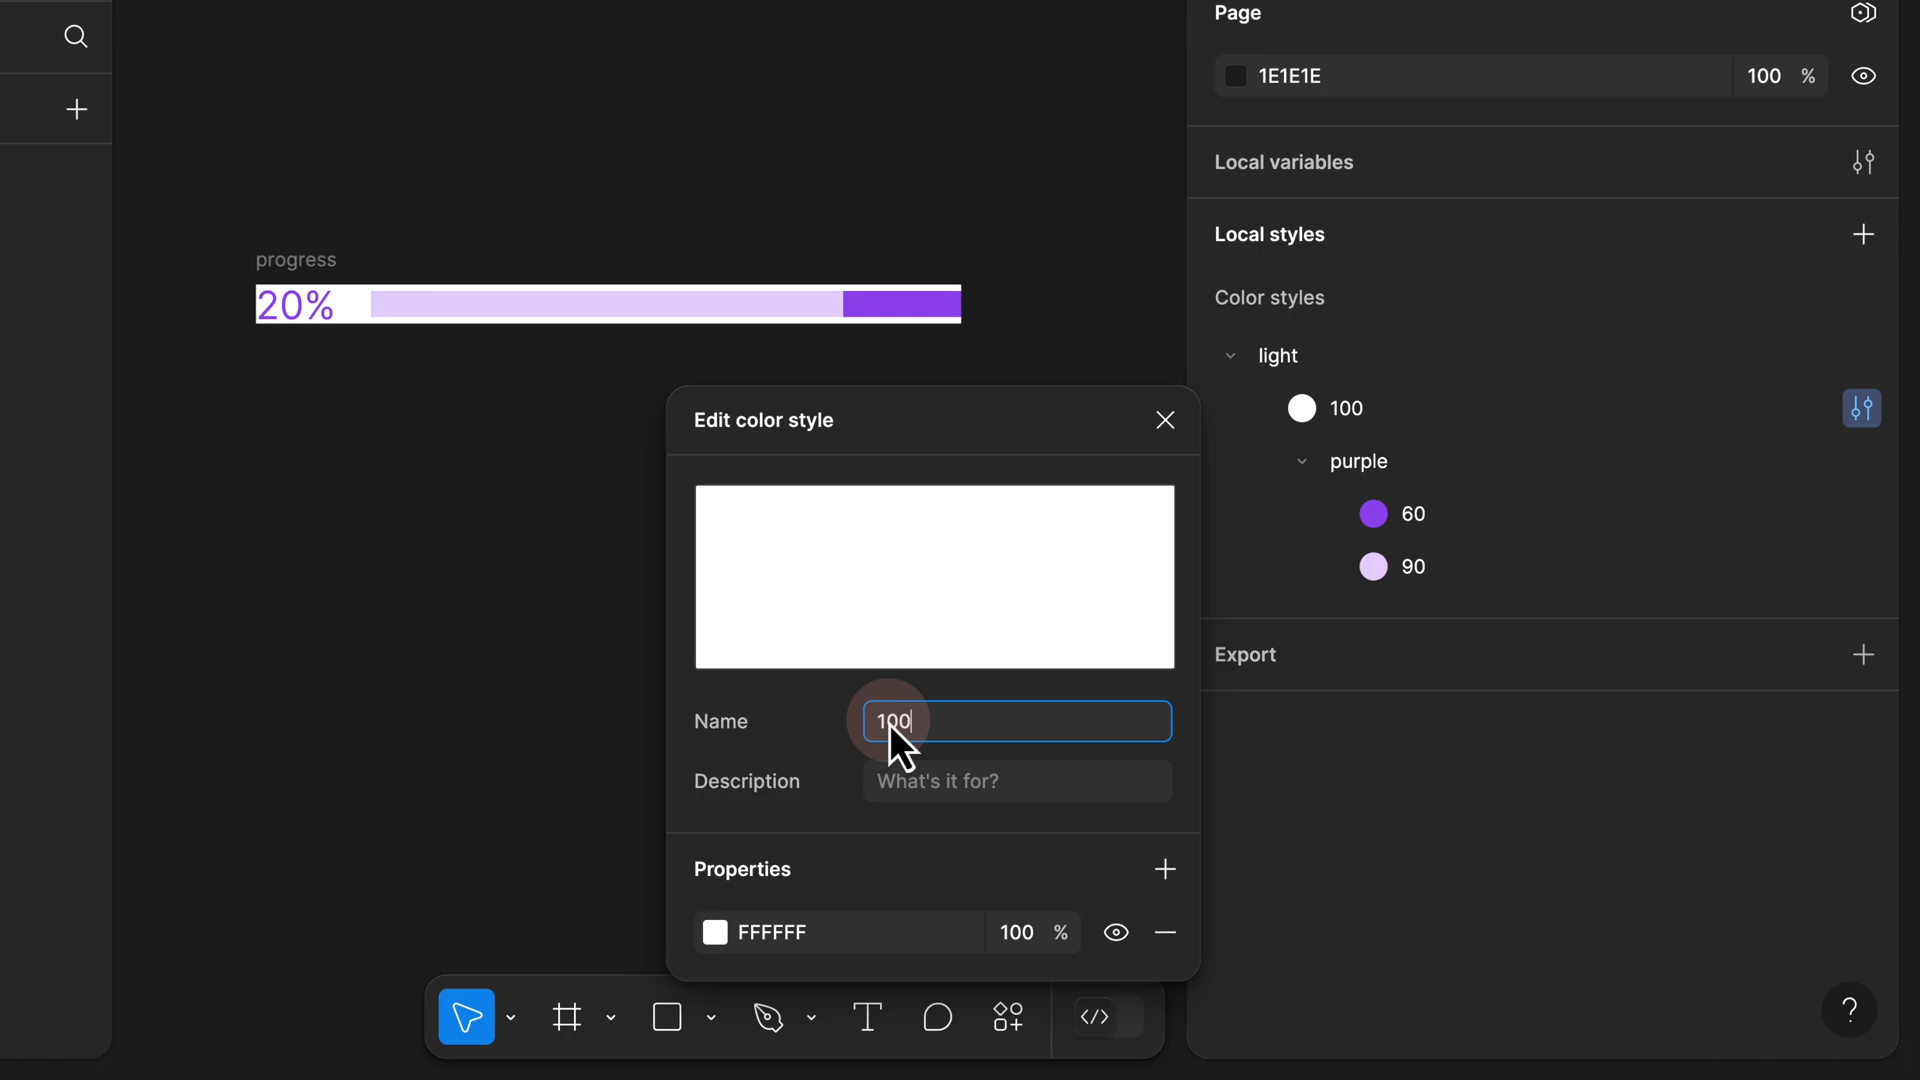 progress
20%
Edit color style
100
Name
100
Description
What's it for?
Properties
FFFFFF
100 %
Page
1E1E1E
100 %
Local variables
Local styles
Color styles
light
100
purple
60
90
Export
?